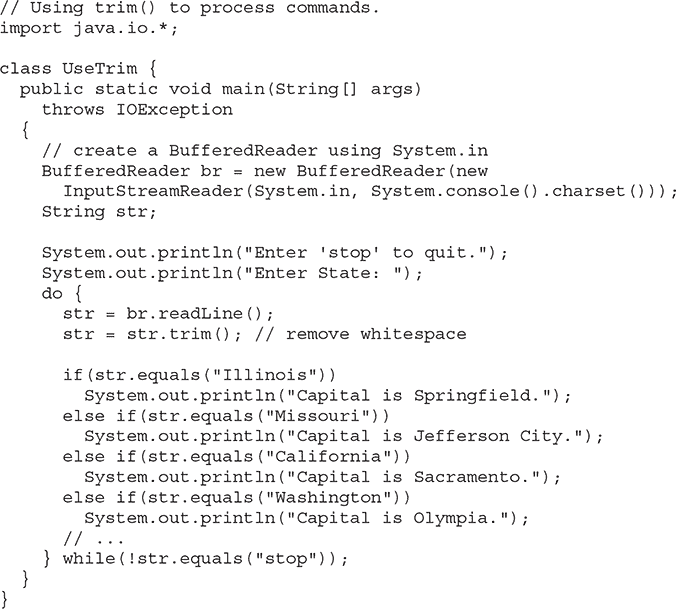 // Using trim() to process commands.
import java.io.*;

class UseTrim {
  public static void main(String[] args)
    throws IOException
  {
    // create a BufferedReader using System.in
    BufferedReader br = new BufferedReader(new
      InputStreamReader(System.in, System.console().charset()));
    String str;

    System.out.println("Enter 'stop' to quit.");
    System.out.println("Enter State: ");
    do {
      str = br.readLine();
      str = str.trim(); // remove whitespace

      if(str.equals("Illinois"))
        System.out.println("Capital is Springfield.");
      else if(str.equals("Missouri"))
        System.out.println("Capital is Jefferson City.");
      else if(str.equals("California"))
        System.out.println("Capital is Sacramento.");
      else if(str.equals("Washington"))
        System.out.println("Capital is Olympia.");
      // ...
    } while(!str.equals("stop"));
  }
}